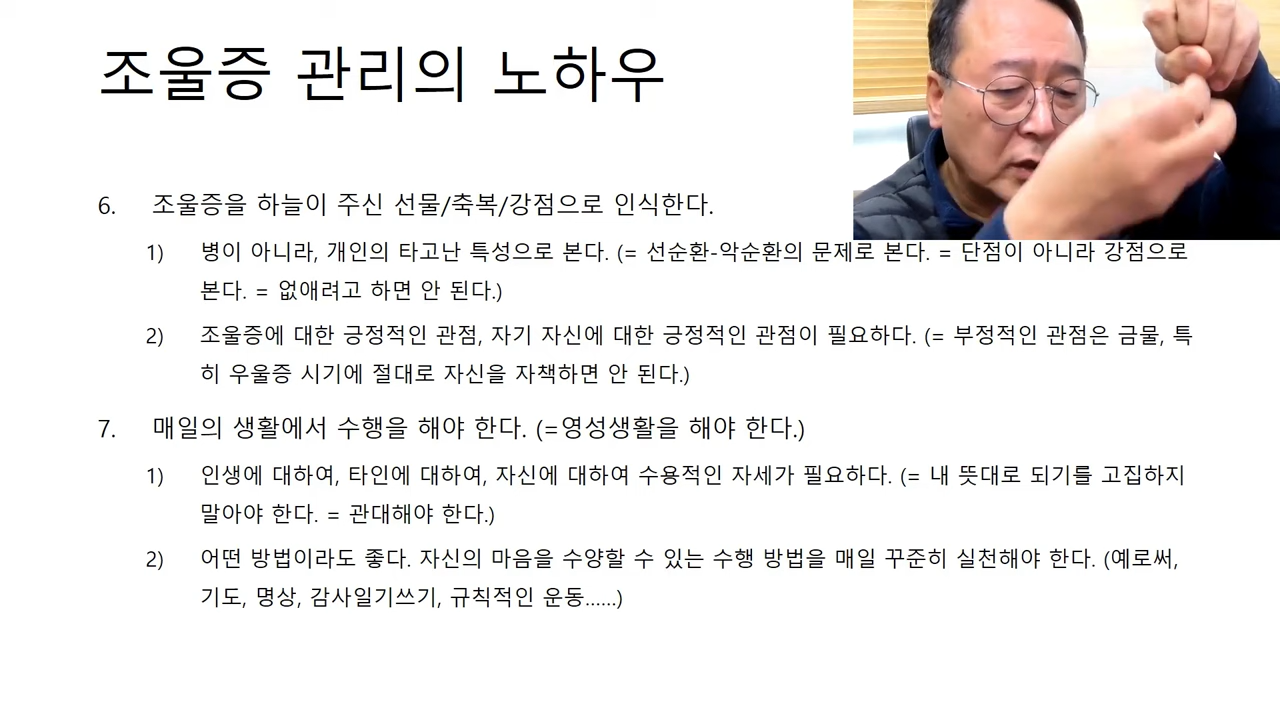 조울증 관리의 노하우
6. 조울증을 하늘이 주신 선물/축복/강점으로 인식한다.
1) 병이 아니라, 개인의 타고난 특성으로 본다. (= 선순환-악순환의 문제로 본다. = 단점이 아니라 강점으로
본다. = 없애려고 하면 안 된다.)
2) 조울증에 대한 긍정적인 관점, 자기 자신에 대한 긍정적인 관점이 필요하다. (= 부정적인 관점은 금물, 특
히 우울증 시기에 절대로 자신을 자책하면 안 된다.)
7. 매일의 생활에서 수행을 해야 한다. (=영성생활을 해야 한다.)
1) 인생에 대하여, 타인에 대하여, 자신에 대하여 수용적인 자세가 필요하다. (= 내 뜻대로 되기를 고집하지
말아야 한다. = 관대해야 한다.)
2) 어떤 방법이라도 좋다. 자신의 마음을 수양할 수 있는 수행 방법을 매일 꾸준히 실천해야 한다. (예로써,
기도, 명상, 감사일기쓰기, 규칙적인 운동......)